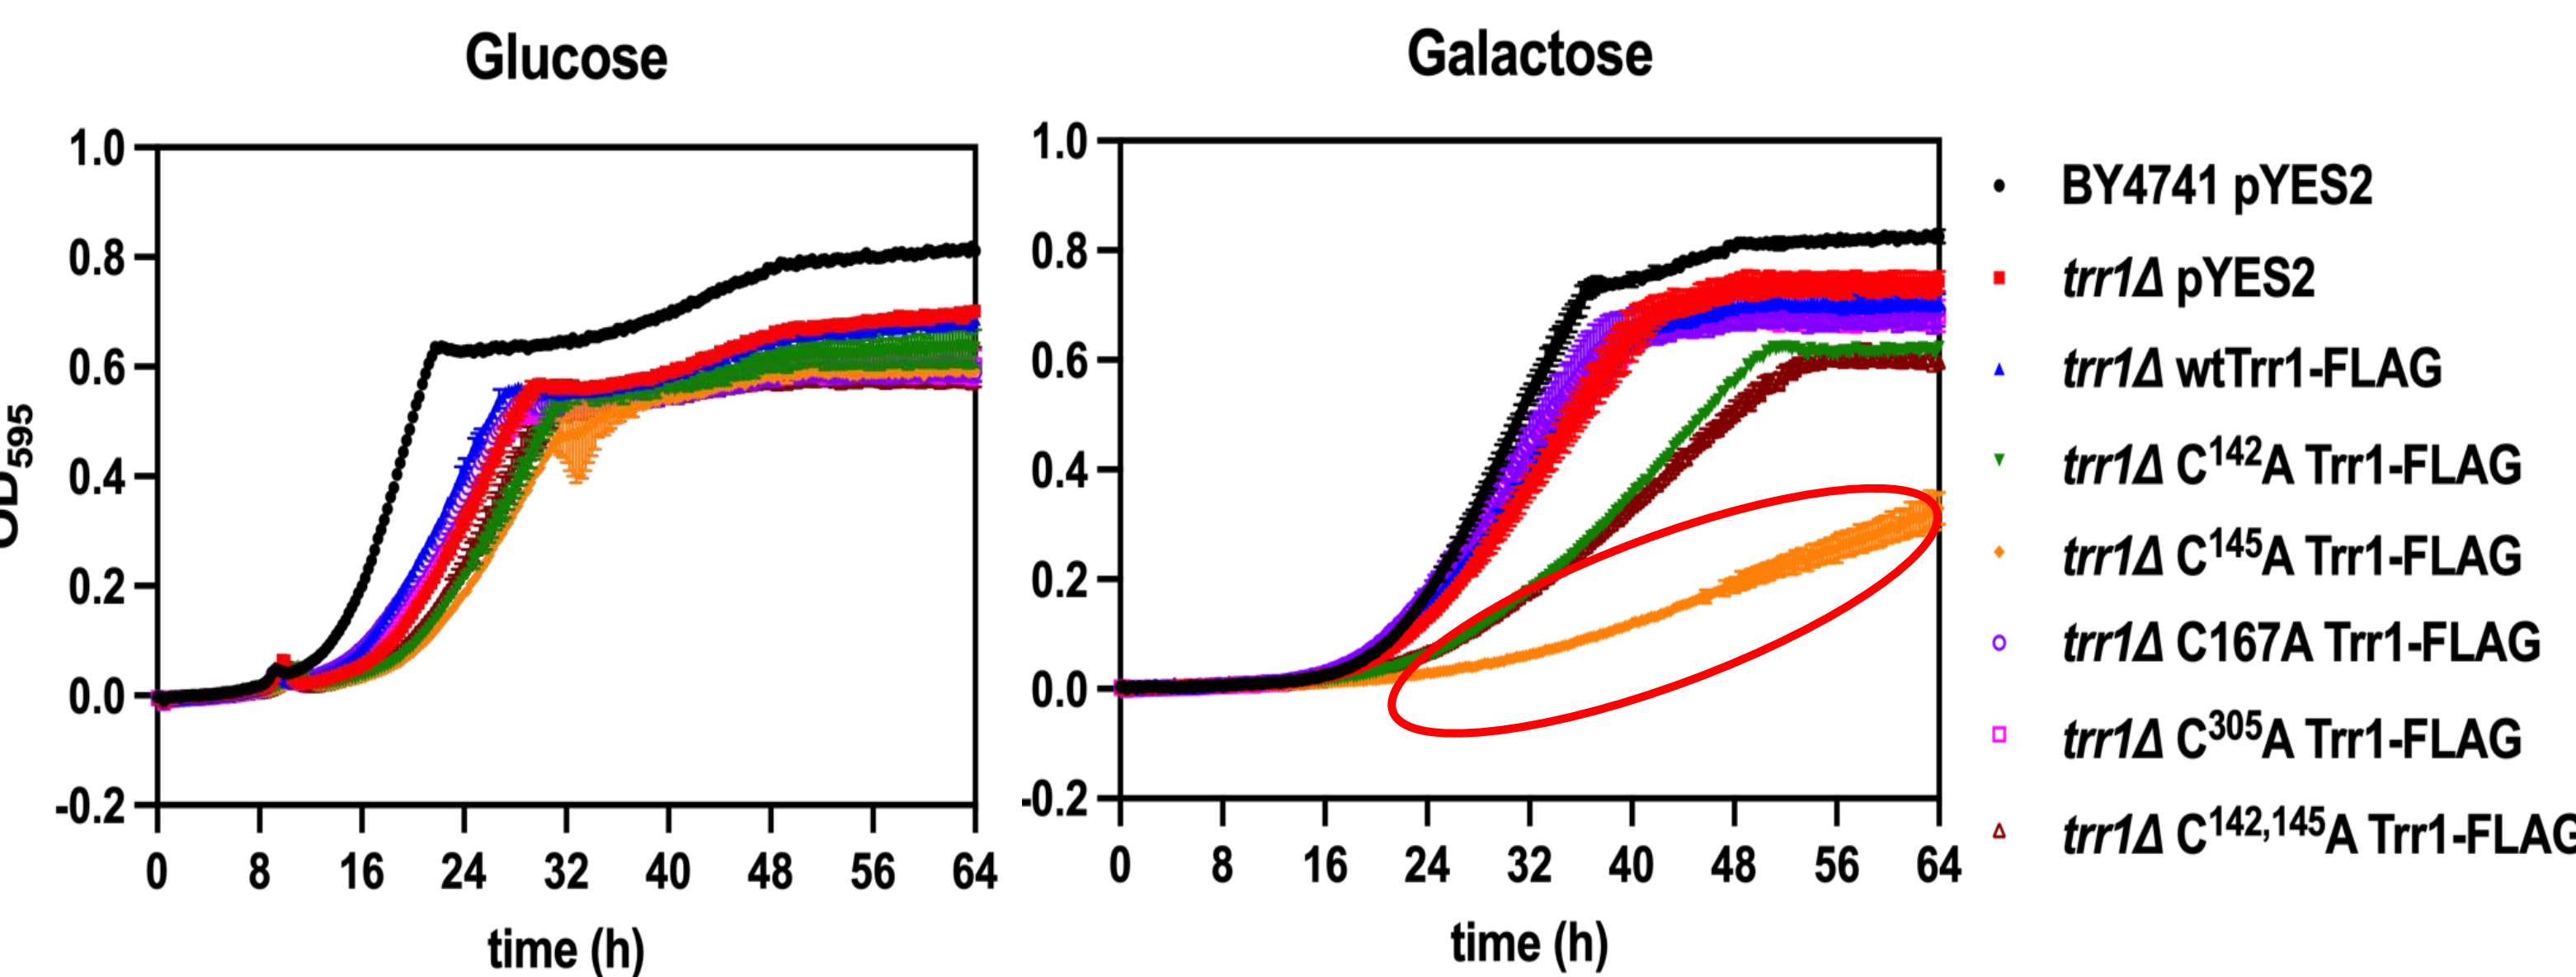 Glucose
Galactose
1.0
0.8
0.6
0.4
0.2
0.0
-0.2
OD595
0 8 16 24 32 40 48 56 64
time (h)
1.0
0.8
0.6
0.4
0.2
0.0
-0.2
0 8 16 24 32 40 48 56 64
time (h)
BY4741 pYES2
trr1Δ pYES2
trr1Δ wtTrr1-FLAG
trr1Δ C¹⁴²A Trr1-FLAG
trr1Δ C¹⁴⁵A Trr1-FLAG
trr1Δ C167A Trr1-FLAG
trr1Δ C³⁰⁵A Trr1-FLAG
trr1Δ C¹⁴²,¹⁴⁵A Trr1-FLAG